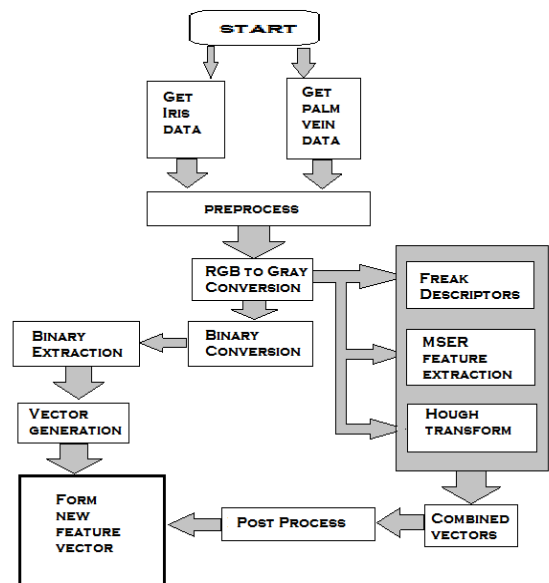 START
Get
Iris
data
Get
palm
vein
data
preprocess
RGB to Gray
Conversion
Freak
Descriptors
Binary
Extraction
Binary
Conversion
MSER
feature
extraction
Vector
generation
Hough
transform
Form
new
feature
vector
Post Process
Combined
vectors